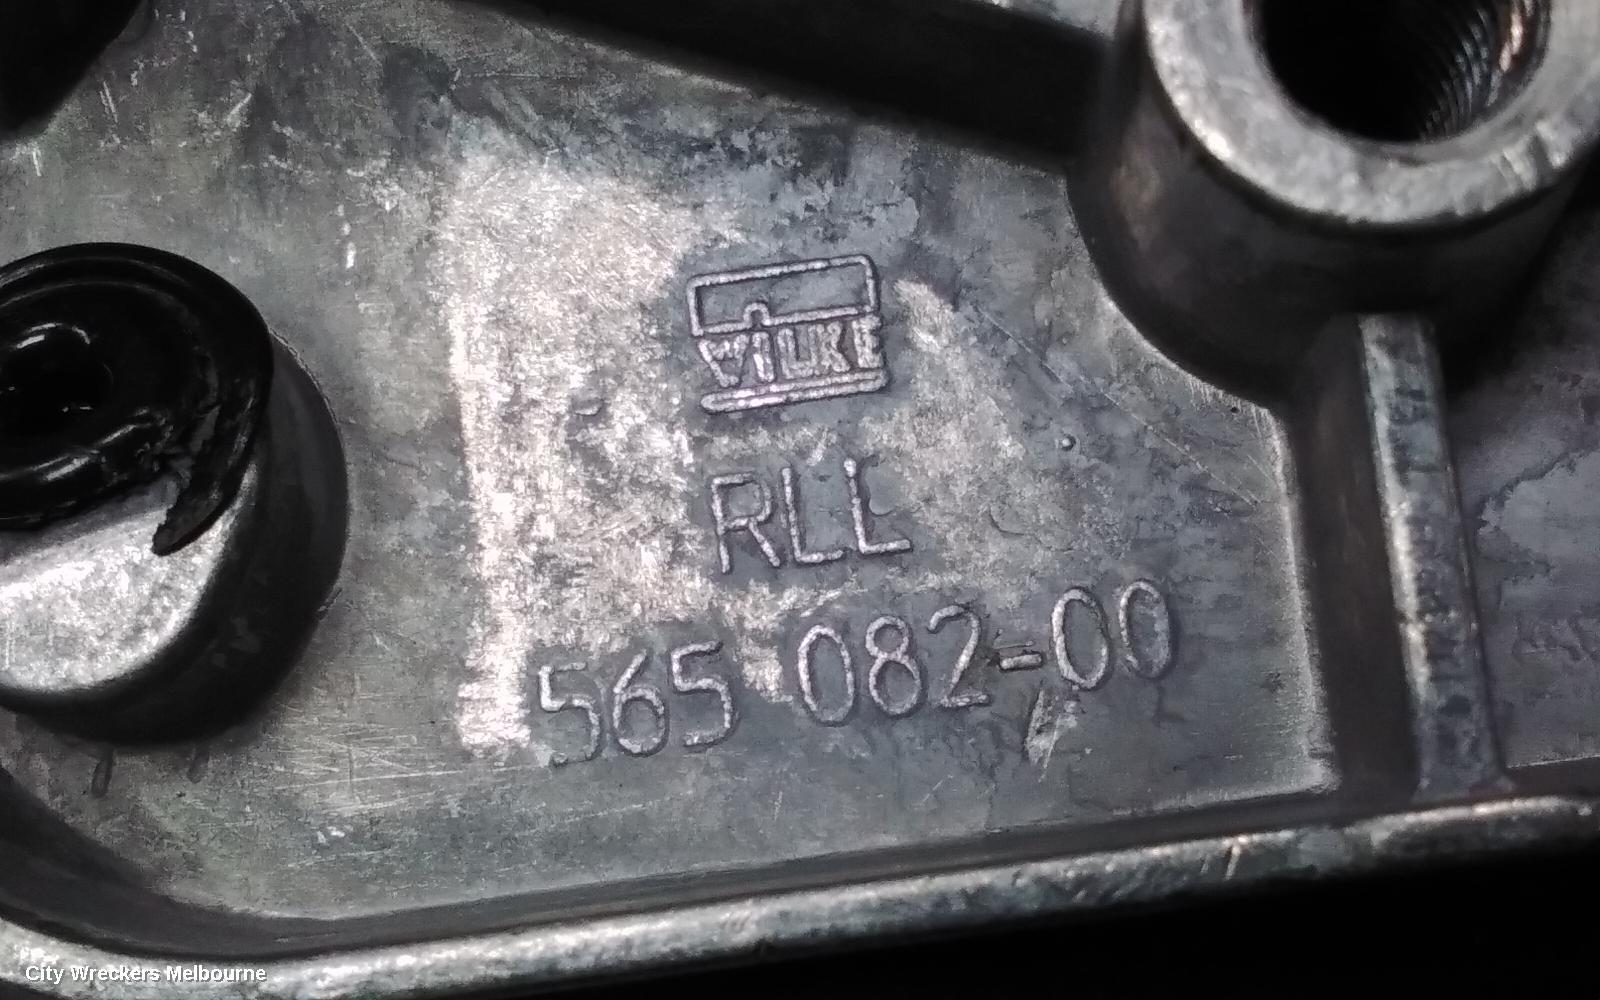 WILKE
RLL
565 082-00
City Wreckers Melbourne